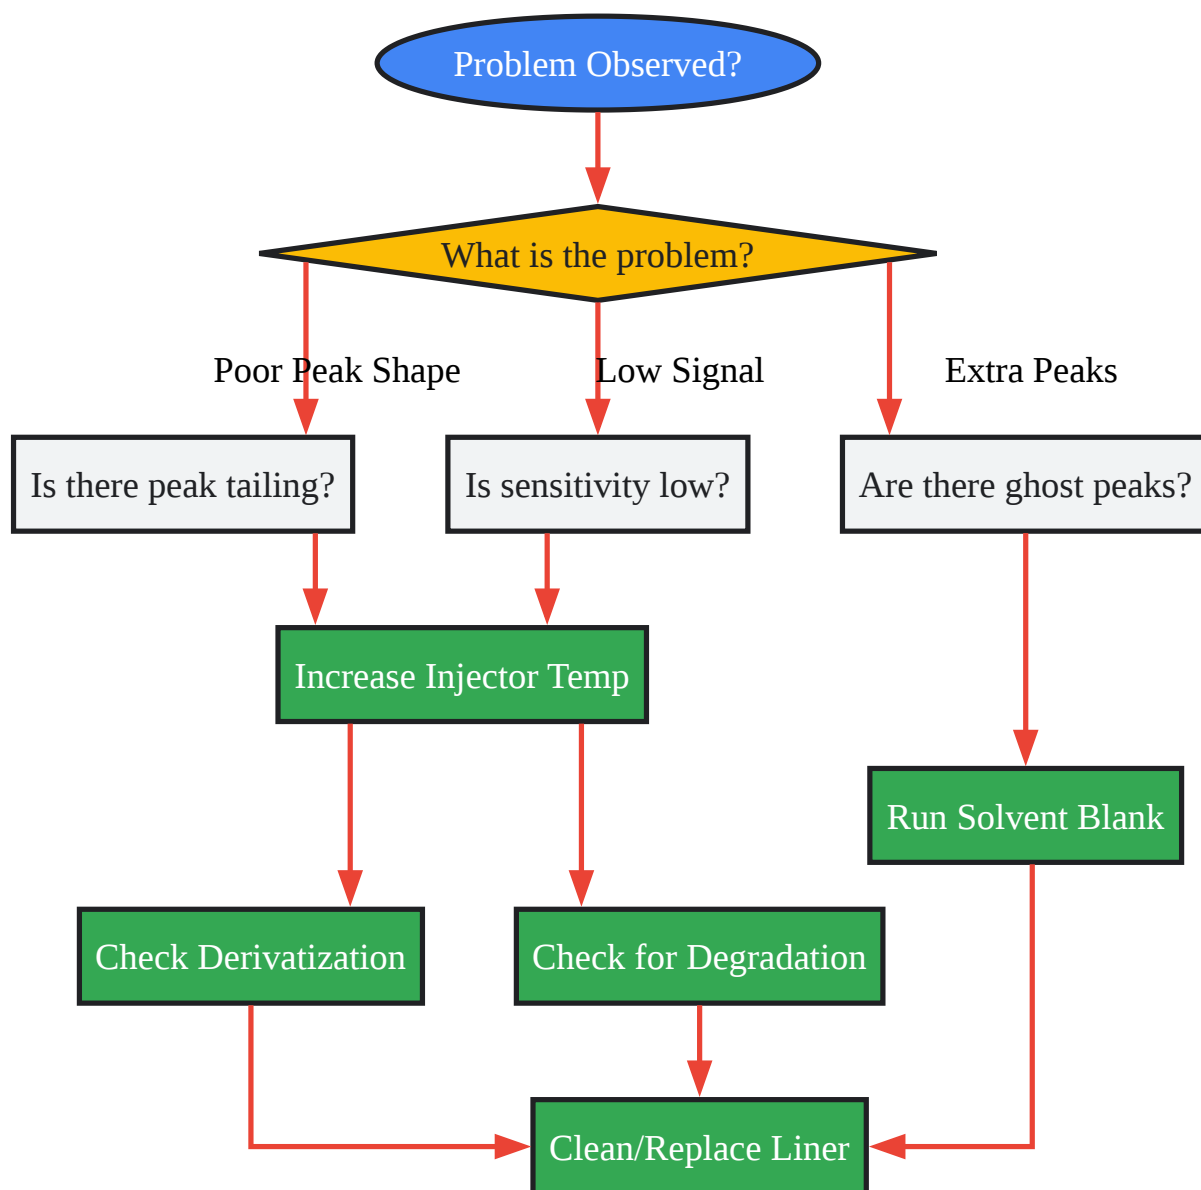 Problem Observed?
What is the problem?
Poor Peak Shape
Low Signal
Extra Peaks
Is there peak tailing?
Is sensitivity low?
Are there ghost peaks?
Increase Injector Temp
Run Solvent Blank
Check Derivatization
Check for Degradation
Clean/Replace Liner